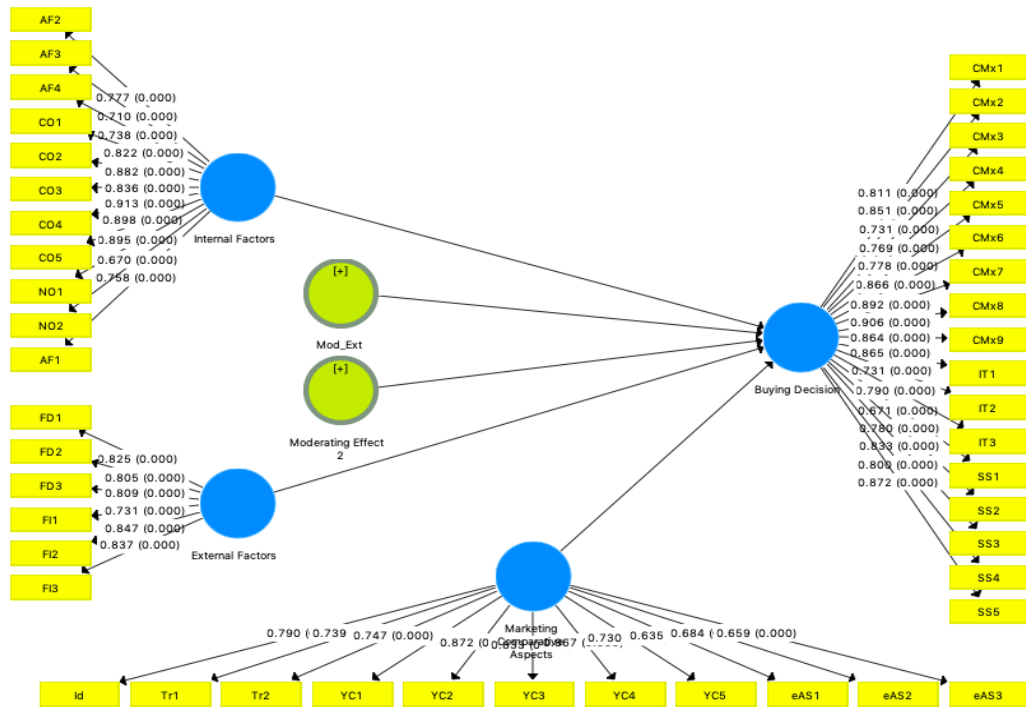 AF2
AF3
AF4
CO1
CO2
CO3
CO4
CO5
NO1
NO2
AF1
0.777 (0.000)
0.710 (0.000)
0.738 (0.000)
0.822 (0.000)
0.882 (0.000)
0.836 (0.000)
0.913 (0.000)
0.898 (0.000)
0.895 (0.000)
0.670 (0.000)
0.758 (0.000)
Internal Factors
[+]
Mod_Ext
[+]
Moderating Effect
2
FD1
FD2
FD3
FI1
FI2
FI3
0.825 (0.000)
0.805 (0.000)
0.809 (0.000)
0.731 (0.000)
0.847 (0.000)
0.837 (0.000)
External Factors
Buying Decision
0.811 (0.000)
0.851 (0.000)
0.731 (0.000)
0.769 (0.000)
0.778 (0.000)
0.866 (0.000)
0.892 (0.000)
0.906 (0.000)
0.864 (0.000)
0.865 (0.000)
0.731 (0.000)
0.790 (0.000)
0.671 (0.000)
0.780 (0.000)
0.833 (0.000)
0.800 (0.000)
0.872 (0.000)
CMx1
CMx2
CMx3
CMx4
CMx5
CMx6
CMx7
CMx8
CMx9
IT1
IT2
IT3
SS1
SS2
SS3
SS4
SS5
Marketing
Comparative
Aspects
0.790
0.739
0.747 (0.000)
0.872
0.730
0.635
0.684
0.659 (0.000)
Id
Tr1
Tr2
YC1
YC2
YC3
YC4
YC5
eAS1
eAS2
eAS3